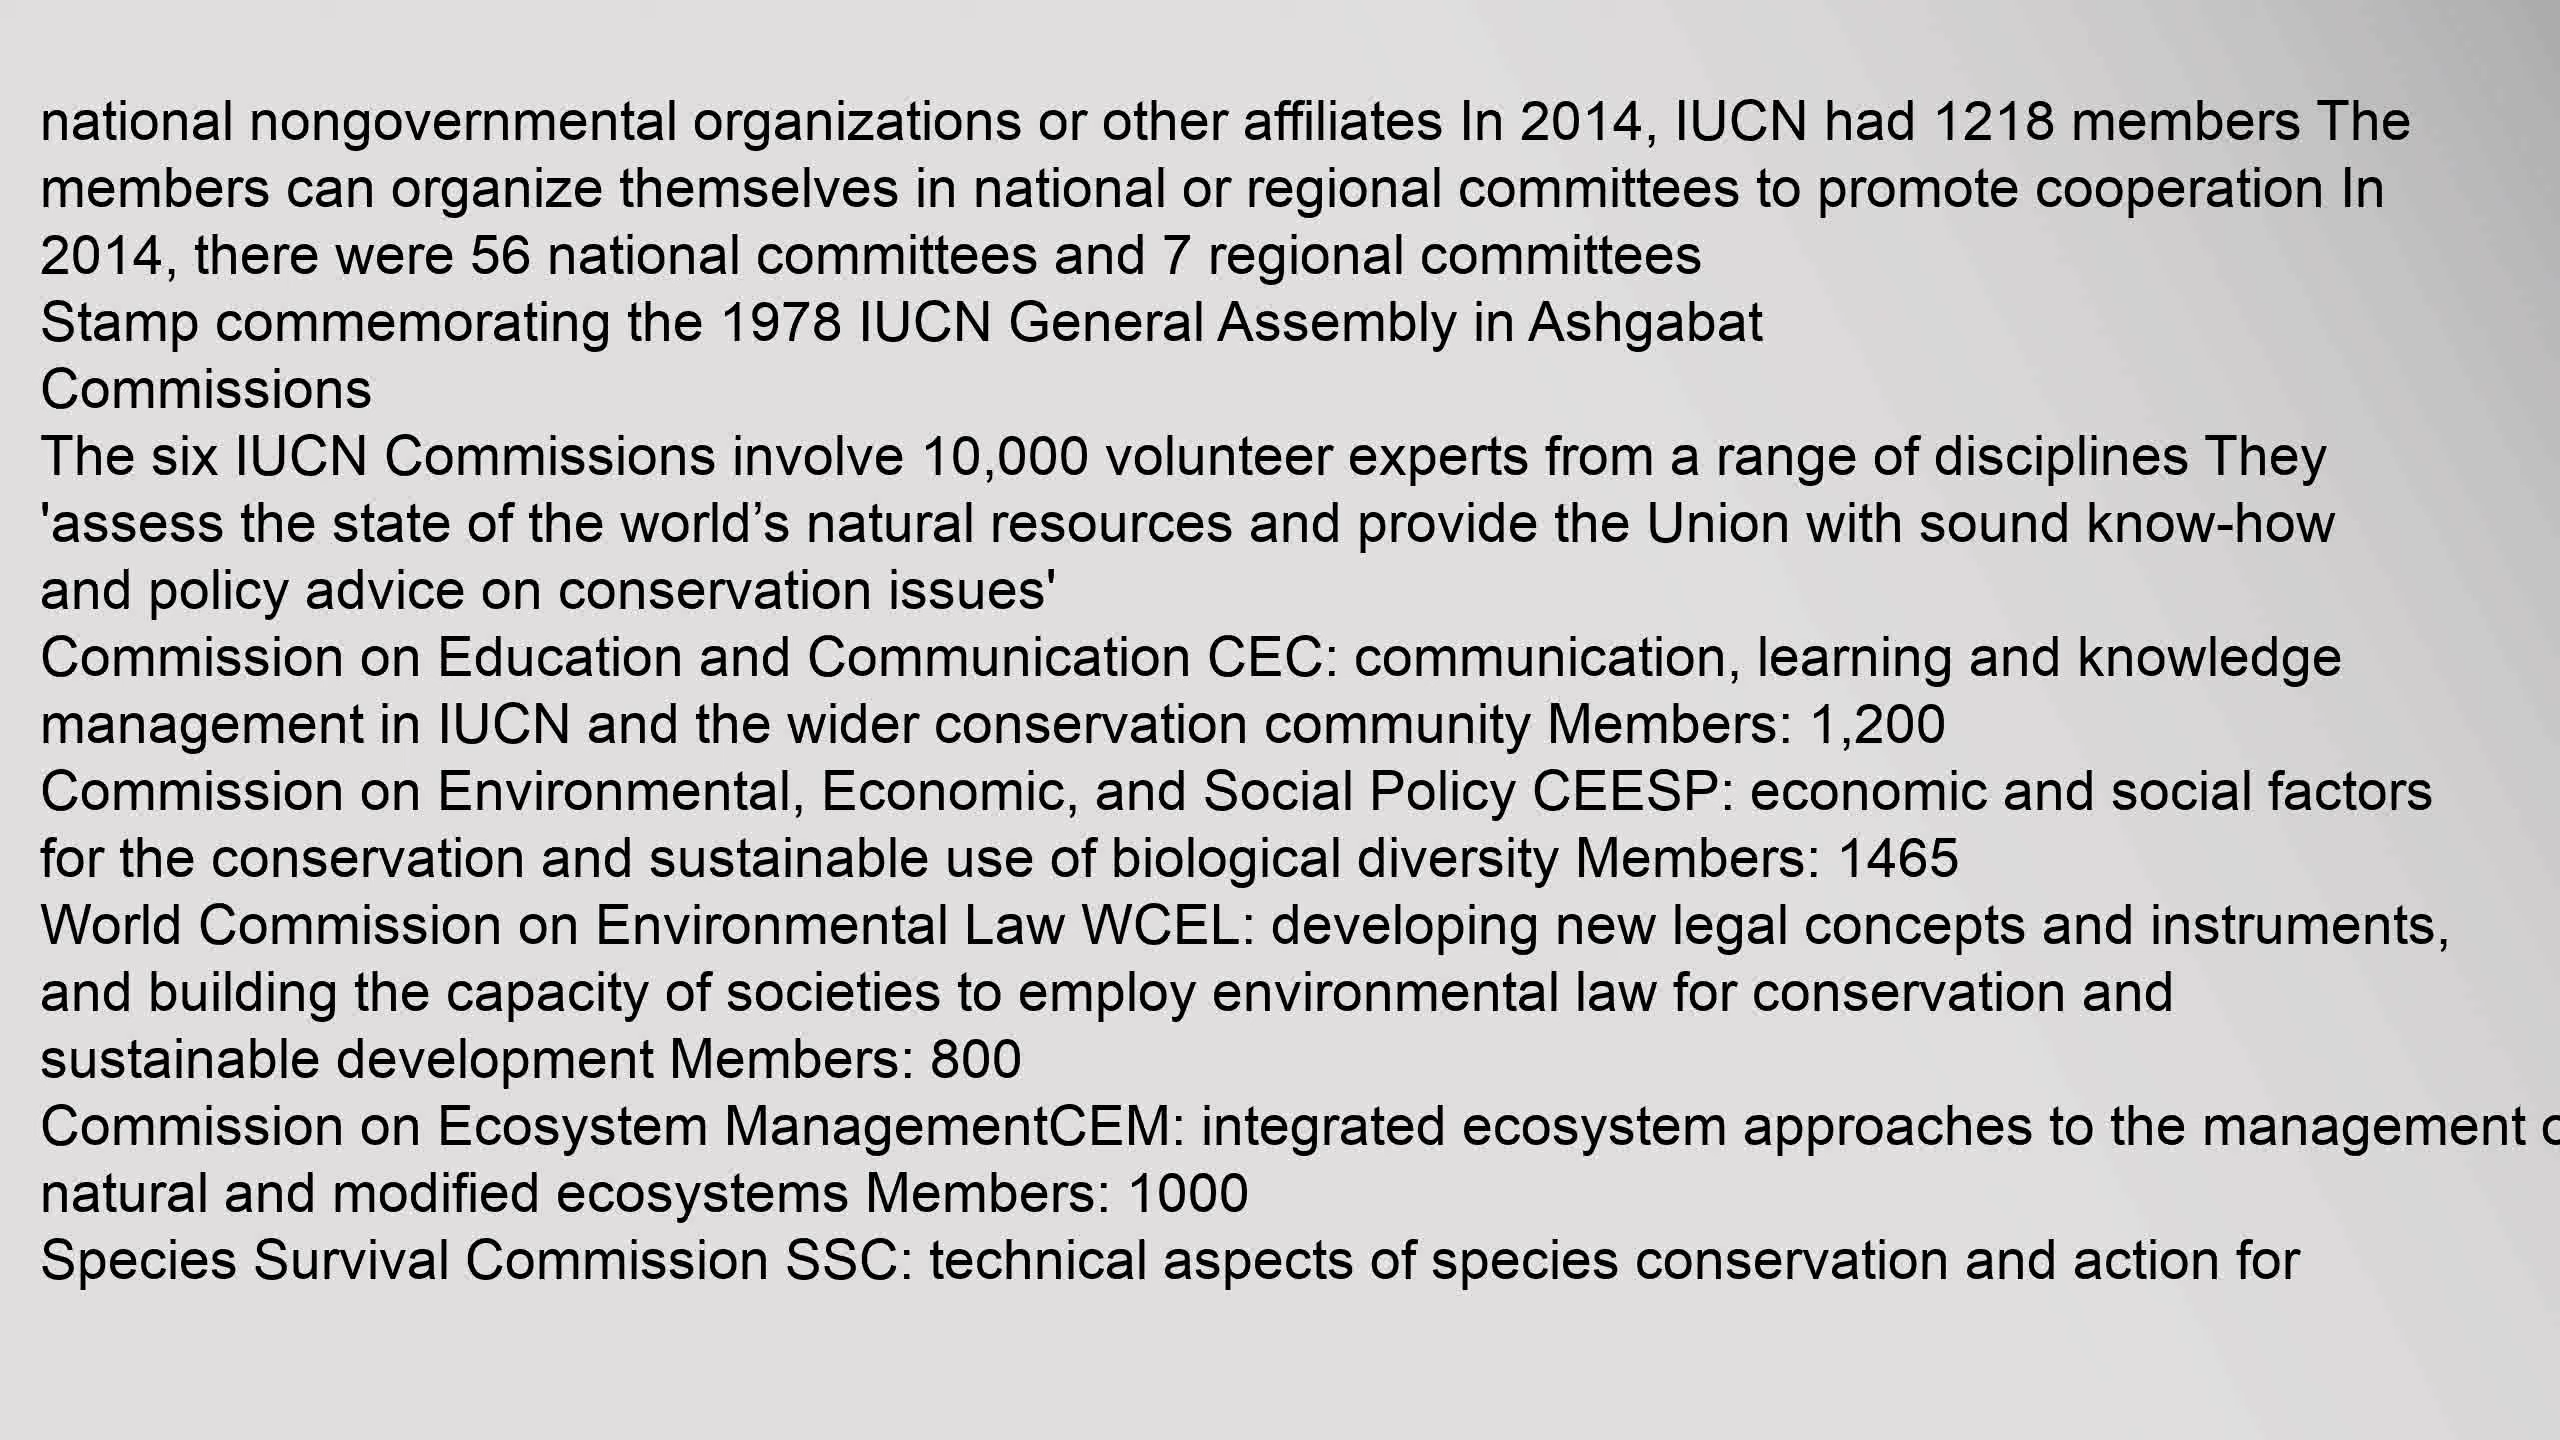 national nongovernmental organizations or other affiliates In 2014, IUCN had 1218 members The
members can organize themselves in national or regional committees to promote cooperation In
2014, there were 56 national committees and 7 regional committees
Stamp commemorating the 1978 IUCN General Assembly in Ashgabat
Commissions
The six IUCN Commissions involve 10,000 volunteer experts from a range of disciplines They
'assess the state of the world’s natural resources and provide the Union with sound know-how
and policy advice on conservation issues'
Commission on Education and Communication CEC: communication, learning and knowledge
management in IUCN and the wider conservation community Members: 1,200
Commission on Environmental, Economic, and Social Policy CEESP: economic and social factors
for the conservation and sustainable use of biological diversity Members: 1465
World Commission on Environmental Law WCEL: developing new legal concepts and instruments,
and building the capacity of societies to employ environmental law for conservation and
sustainable development Members: 800
Commission on Ecosystem ManagementCEM: integrated ecosystem approaches to the management
natural and modified ecosystems Members: 1000
Species Survival Commission SSC: technical aspects of species conservation and action for